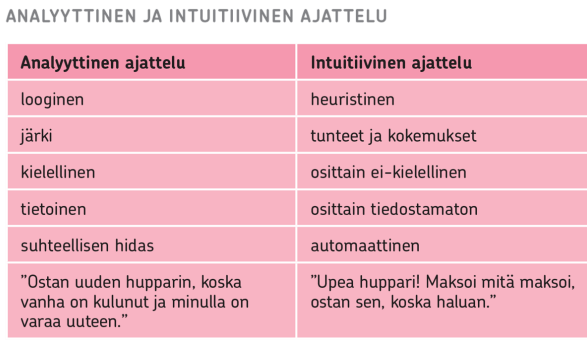 ANALYYTTINEN JA INTUITIIVINEN AJATTELU
Analyyttinen ajattelu
Intuitiivinen ajattelu
looginen
heuristinen
järki
tunteet ja kokemukset
kielellinen
osittain ei-kielellinen
tietoinen
osittain tiedostamaton
suhteellisen hidas
automaattinen
”Ostan uuden hupparin, koska
vanha on kulunut ja minulla on
varaa uuteen.”
”Upea huppari! Maksoi mitä maksoi,
ostan sen, koska haluan.”